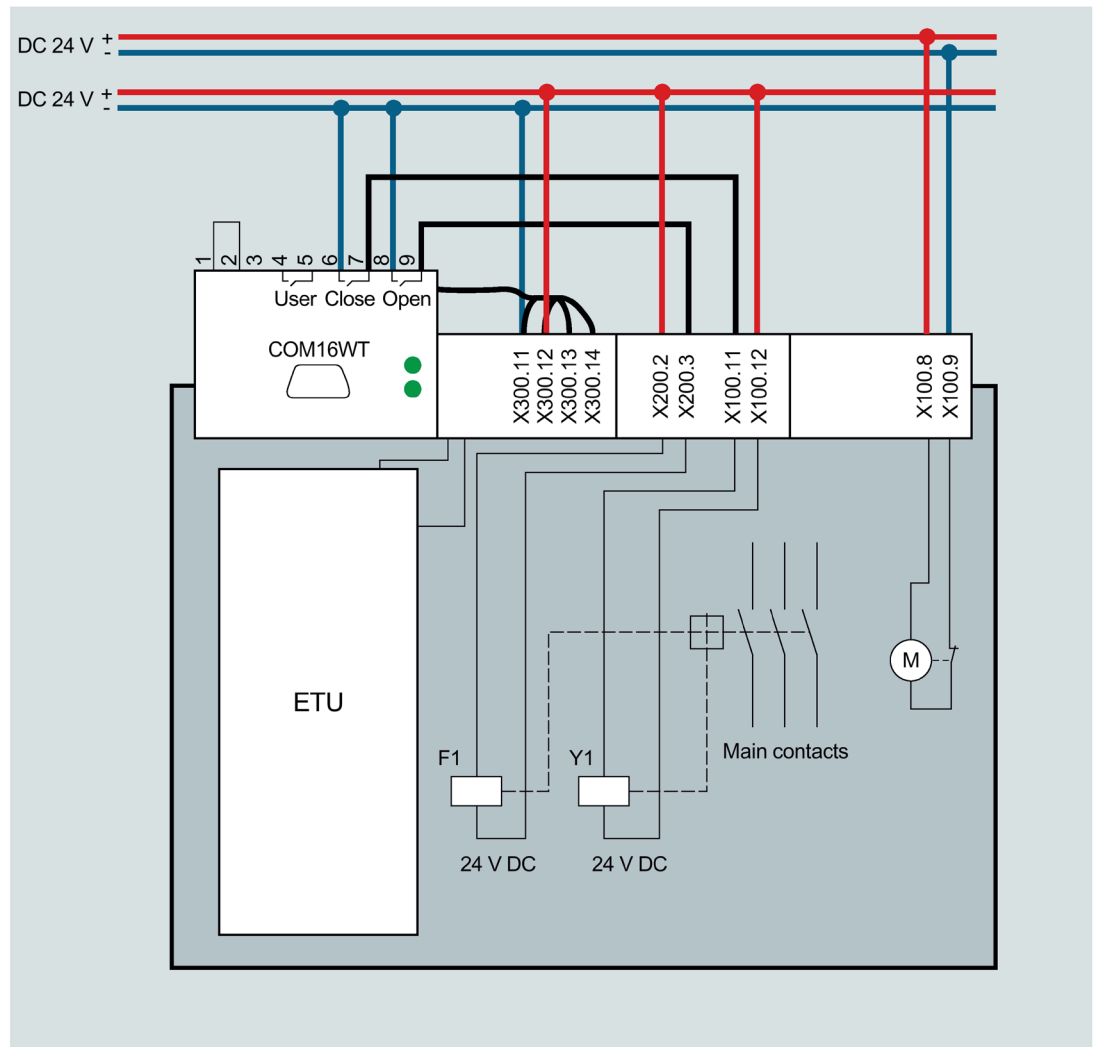 DC 24 V + -
DC 24 V + -
1 2 3 4 5 6 7 8 9
User Close Open
COM16WT
X300.11
X300.12
X300.13
X300.14
X200.2
X200.3
X100.11
X100.12
X100.8
X100.9
ETU
M
Main contacts
F1
Y1
24 V DC
24 V DC